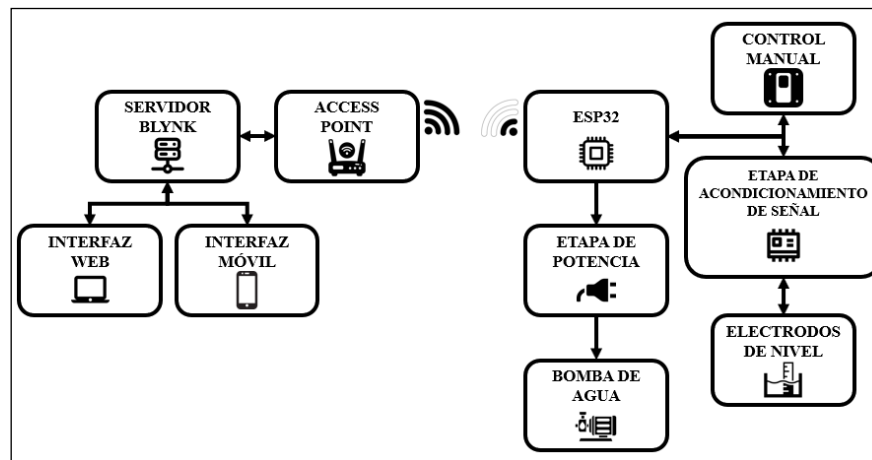 CONTROL
MANUAL
SERVIDOR
BLYNK
ACCESS
POINT
ESP32
ETAPA DE
ACONDICIONAMIENTO
DE SEÑAL
INTERFAZ
WEB
INTERFAZ
MÓVIL
ETAPA DE
POTENCIA
ELECTRODOS
DE NIVEL
BOMBA DE
AGUA